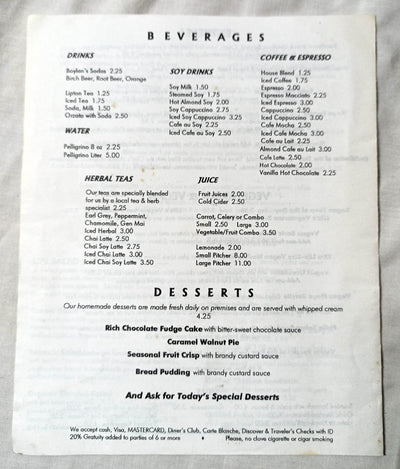 BEVERAGES
DRINKS
Boylan's Sodas 2.25
Birch Beer, Root Beer, Orange
Lipton Tea 1.25
Iced Tea 1.75
Soda, Milk 1.50
Orzata with Soda 2.50
WATER
Pelligrino 8 oz 2.25
Pelligrino Liter 5.00
SOY DRINKS
Soy Milk 1.50
Steamed Soy 1.75
Hot Almond Soy 2.00
Soy Cappuccino 2.75
Iced Soy Cappuccino 3.25
Cafe au Soy 2.25
Iced Cafe au Soy 2.50
COFFEE & ESPRESSO
House Blend 1.25
Iced Coffee 1.75
Espresso 2.00
Espresso Macciato 2.25
Iced Espresso 3.00
Cappuccino 2.50
Iced Cappuccino 3.00
Cafe Mocha 2.50
Iced Cafe Mocha 3.00
Cafe au Lait 2.25
Almond Cafe au Lait 3.00
Cafe Latte 2.50
Hot Chocolate 2.00
Vanilla Hot Chocolate 2.25
HERBAL TEAS
Our teas are specially blended
for us by a local tea & herb
specialist 2.25
Earl Grey, Peppermint,
Chamomile, Gen Mai
Iced Herbal 3.00
Chai Latte 2.50
Chai Soy Latte 2.75
Iced Chai Latte 3.00
Iced Chai Soy Latte 3.50
JUICE
Fruit Juices 2.00
Cold Cider 2.50
Carrot, Celery or Combo
Small 2.50 Large 3.00
Vegetable/Fruit Combo 3.50
Lemonade 2.00
Small Pitcher 8.00
Large Pitcher 11.00
DESSERTS
Our homemade desserts are made fresh daily on premises and are served with whipped cream
4.25
Rich Chocolate Fudge Cake with bitter-sweet chocolate sauce
Caramel Walnut Pie
Seasonal Fruit Crisp with brandy custard sauce
Bread Pudding with brandy custard sauce
And Ask for Today's Special Desserts
We accept cash, Visa, MASTERCARD, Diner's Club, Carte Blanche, Discover & Traveler's Checks with ID
20% Gratuity added to parties of 6 or more • Please, no clove cigarette or cigar smoking